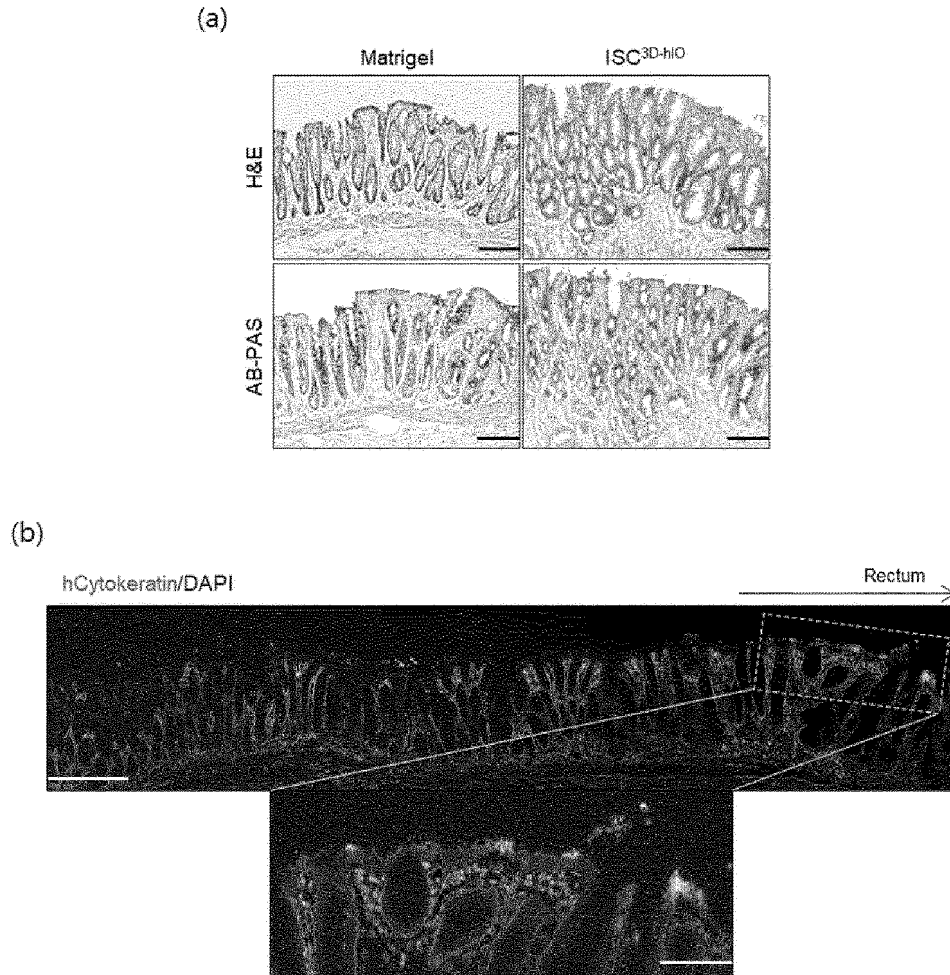 (a)
Matrigel ISC3D-hIO
H&E
AB-PAS
(b)
hCytokeratin/DAPI Rectum